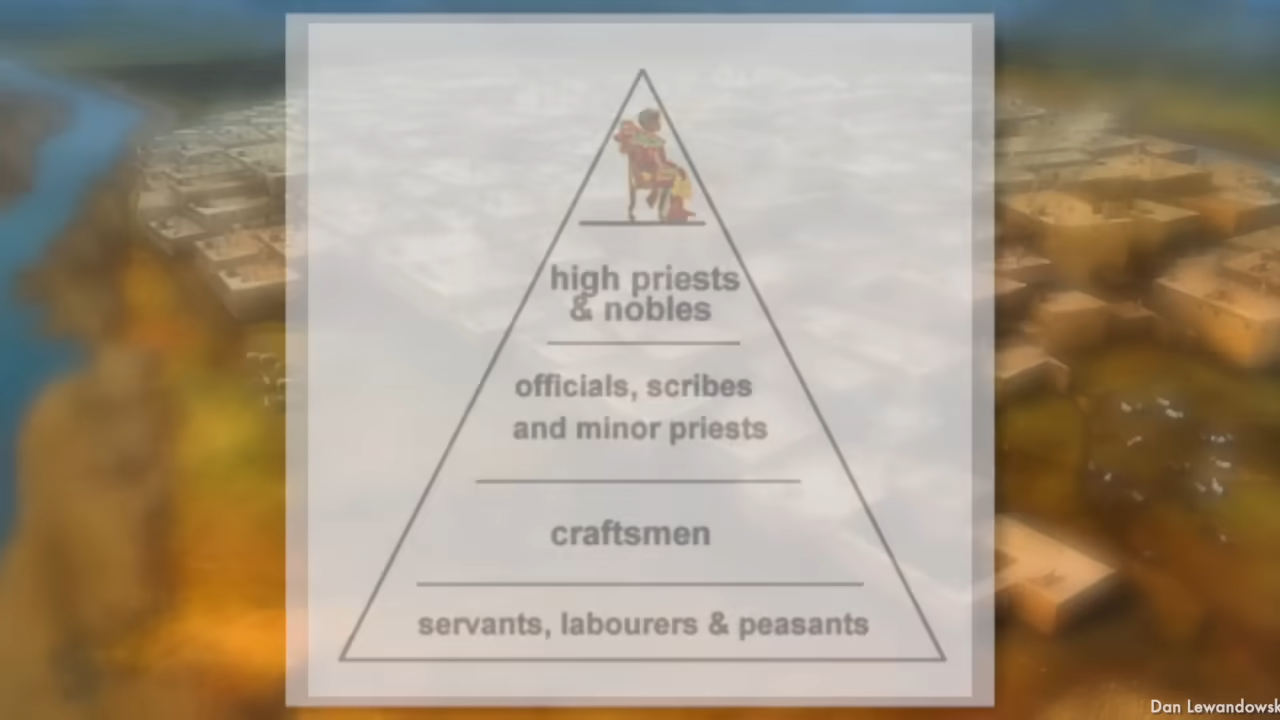 high priests
& nobles
officials, scribes
and minor priests
craftsmen
servants, labourers & peasants
Dan Lewandowsk